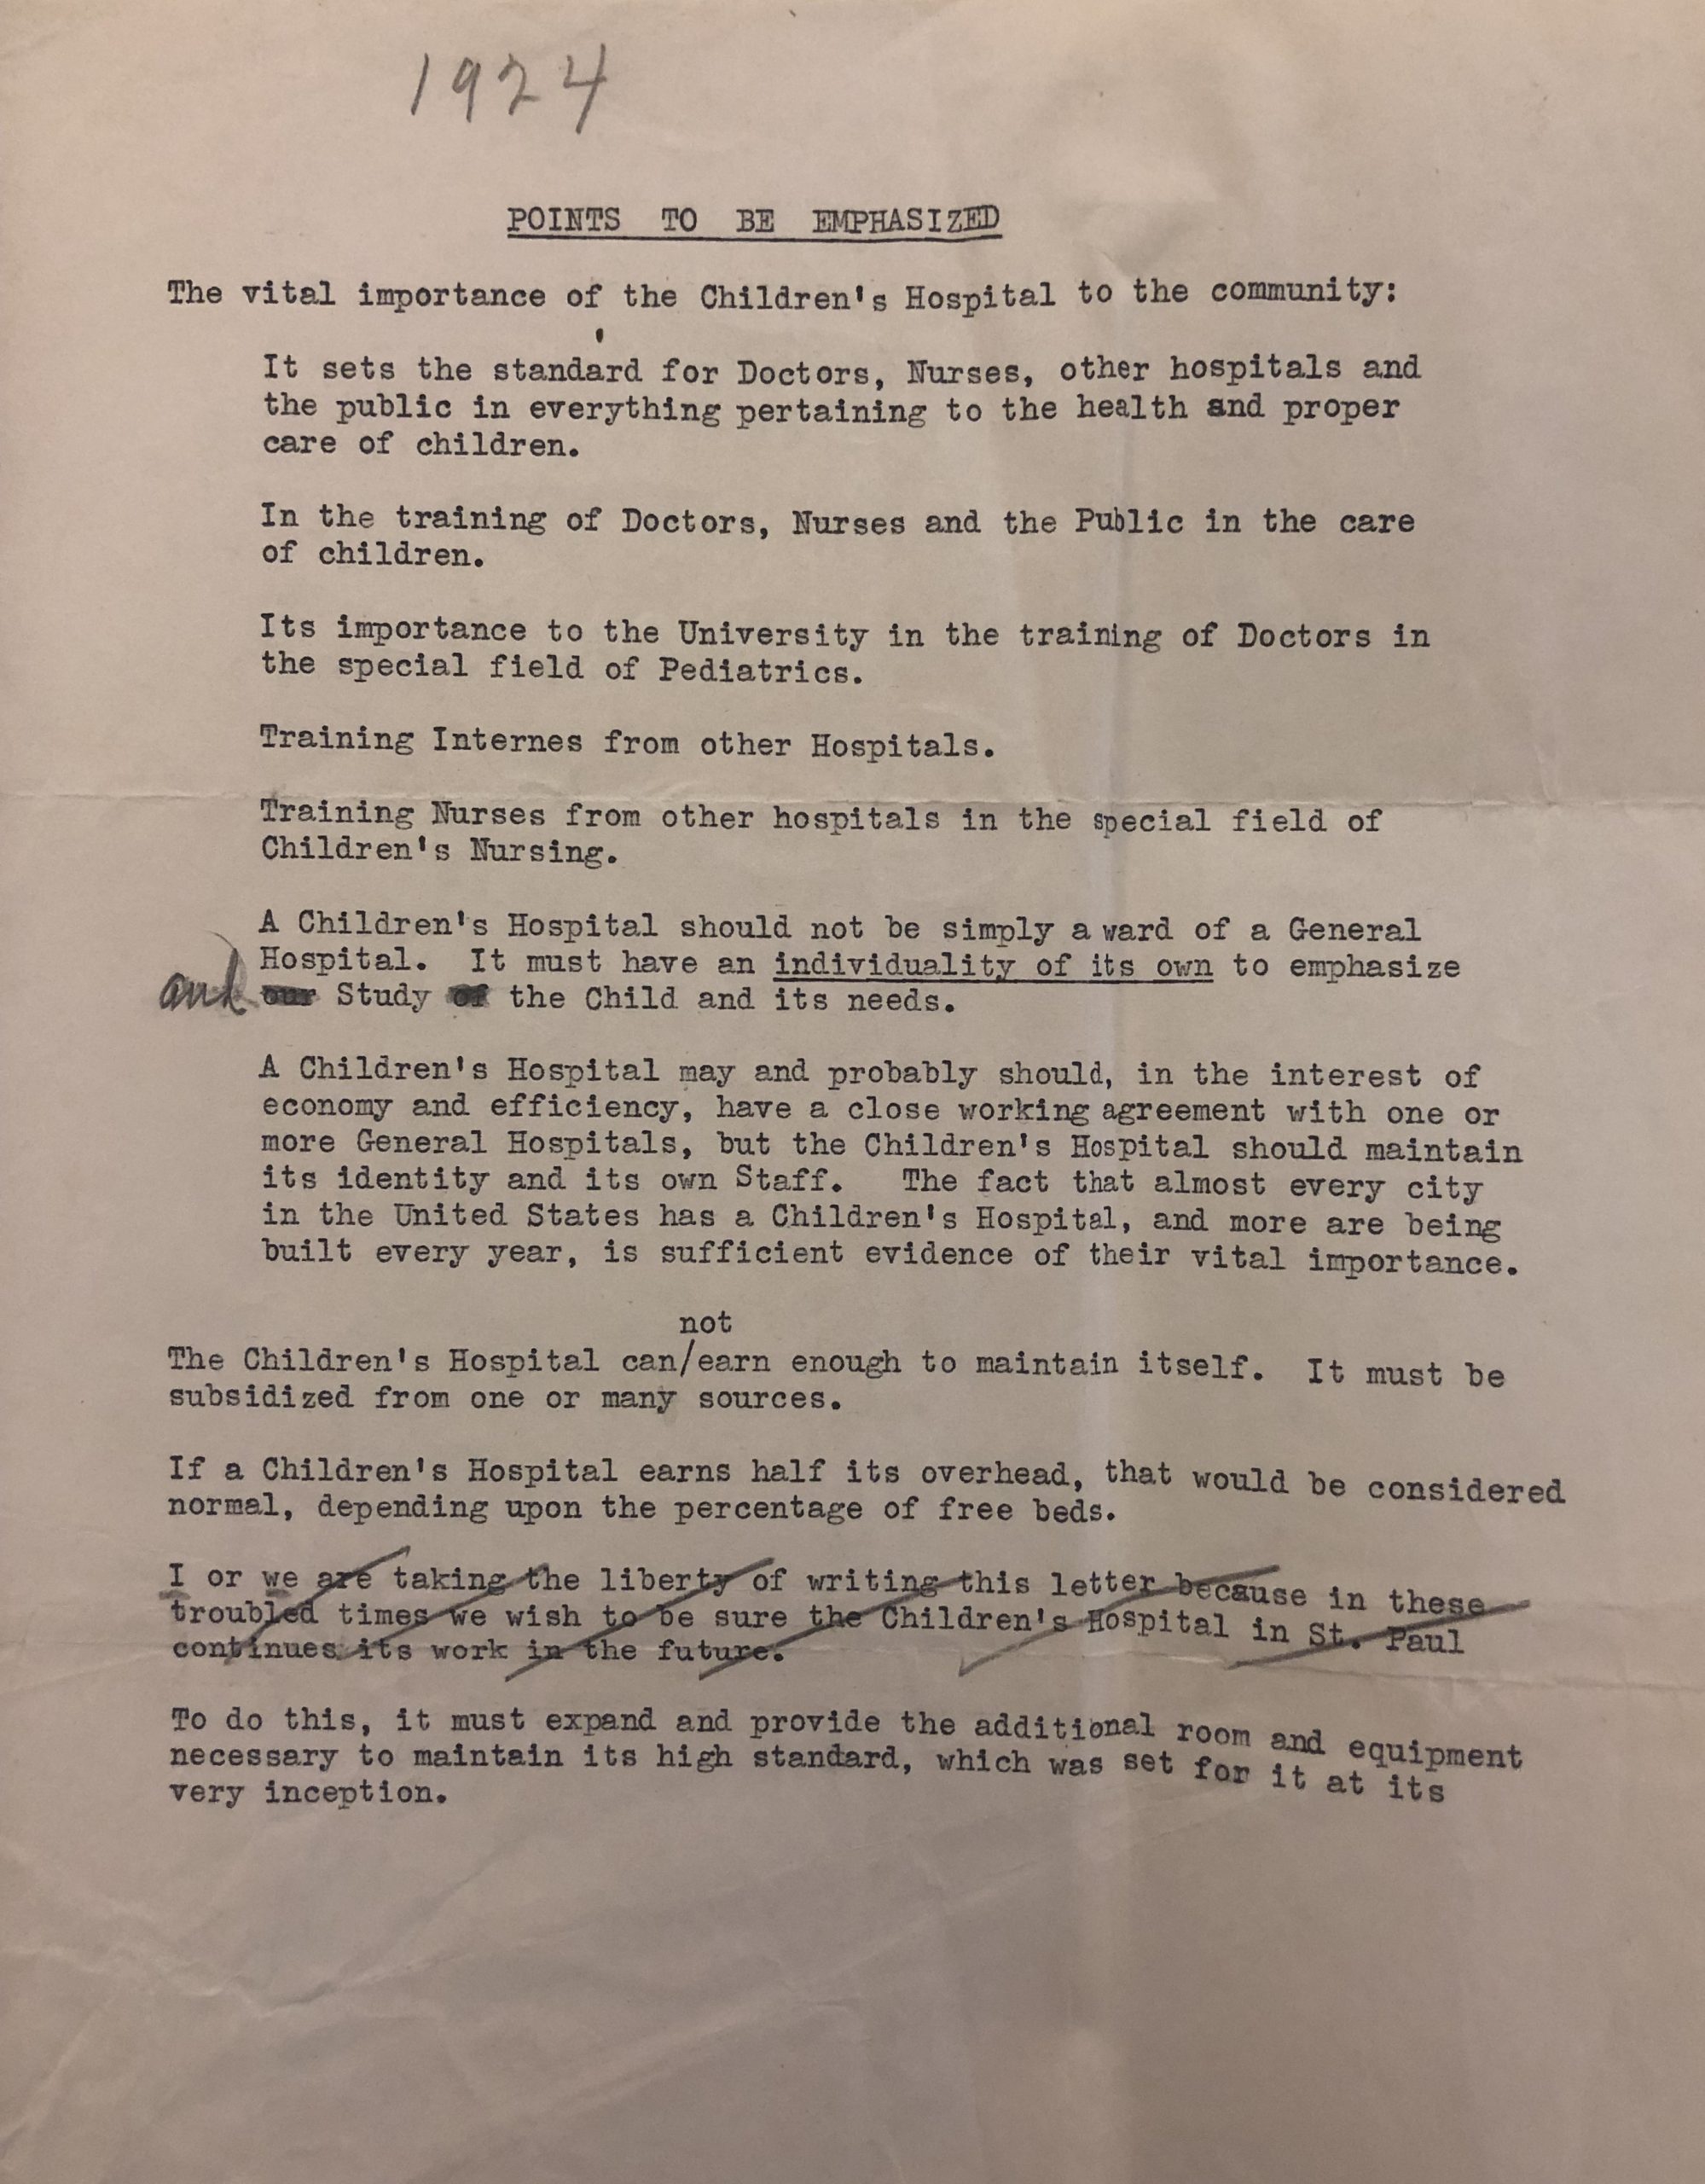 1924
POINTS TO BE EMPHASIZED
The vital importance of the Children's Hospital to the community:
It sets the standard for Doctors, Nurses, other hospitals and
the public in everything pertaining to the health and proper
care of children.
In the training of Doctors, Nurses and the Public in the care
of children.
Its importance to the University in the training of Doctors in
the special field of Pediatrics.
Training Internes from other Hospitals.
Training Nurses from other hospitals in the special field of
Children's Nursing.
A Children's Hospital should not be simply a ward of a General
Hospital. It must have an individuality of its own to emphasize
and our Study of the Child and its needs.
A Children's Hospital may and probably should, in the interest of
economy and efficiency, have a close working agreement with one or
more General Hospitals, but the Children's Hospital should maintain
its identity and its own Staff. The fact that almost every city
in the United States has a Children's Hospital, and more are being
built every year, is sufficient evidence of their vital importance.
not
The Children's Hospital can/earn enough to maintain itself. It must be
subsidized from one or many sources.
If a Children's Hospital earns half its overhead, that would be considered
normal, depending upon the percentage of free beds.
I or we are taking the liberty of writing this letter because in these
troubled times we wish to be sure the Children's Hospital in St. Paul
continues its work in the future.
To do this, it must expand and provide the additional room and equipment
necessary to maintain its high standard, which was set for it at its
very inception.